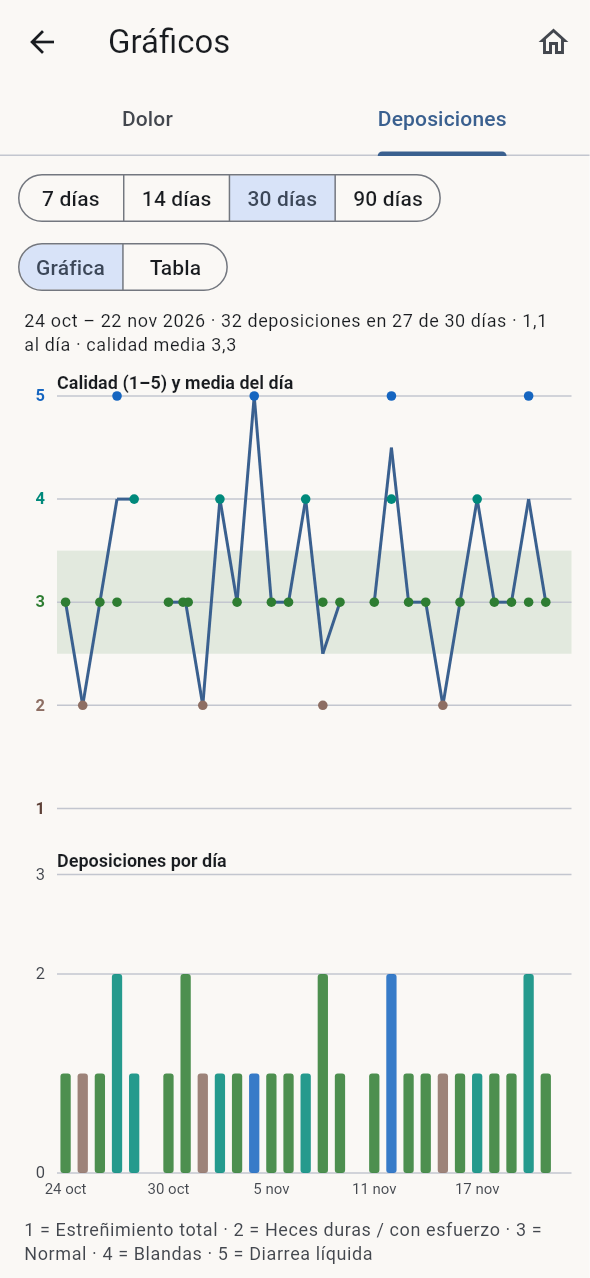 Gráficos
Dolor
Deposiciones
7 días
14 días
30 días
90 días
Gráfica
Tabla
24 oct – 22 nov 2026 · 32 deposiciones en 27 de 30 días · 1,1
al día · calidad media 3,3
Calidad (1–5) y media del día
5
4
3
2
1
Deposiciones por día
3
2
0
24 oct
30 oct
5 nov
11 nov
17 nov
1 = Estreñimiento total · 2 = Heces duras / con esfuerzo · 3 =
Normal · 4 = Blandas · 5 = Diarrea líquida